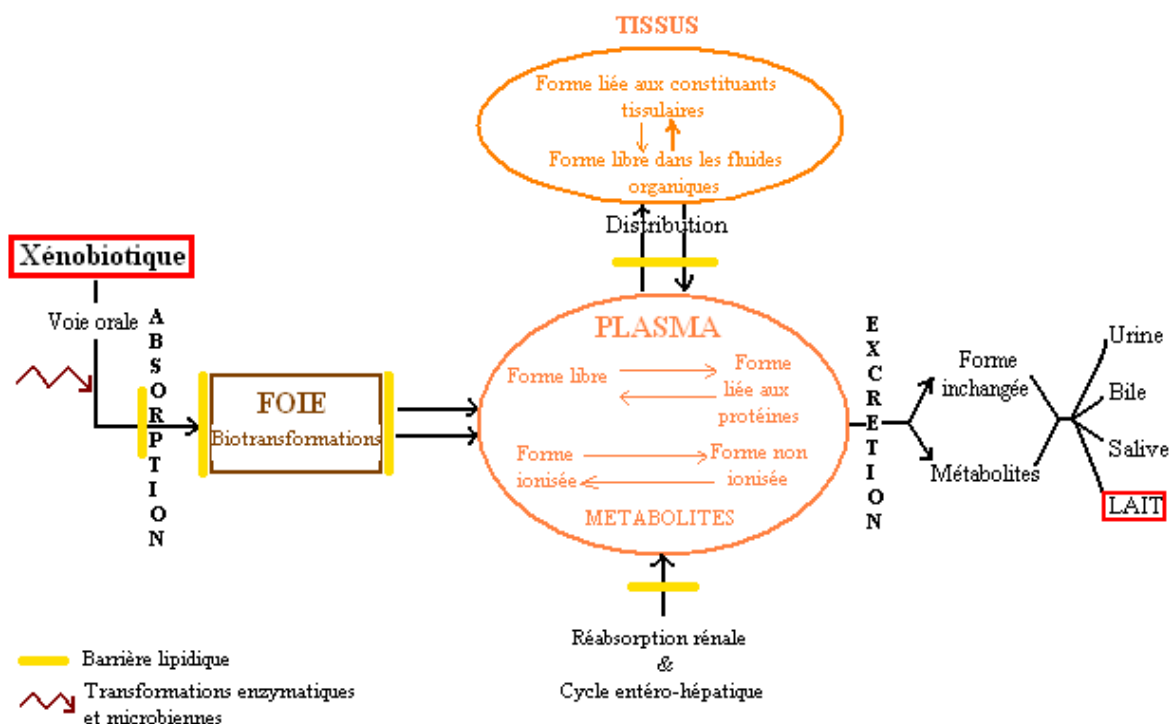 TISSUS
Forme liée aux constituants
tissulaires
Forme libre dans les fluides
organiques
Distribution
Xénobiotique
Voie orale
ABSORPTION
FOIE
Biotransformations
PLASMA
Forme libre
Forme
liée aux
protéines
Forme
ionisée
Forme non
ionisée
METABOLITES
EXCRETION
Forme
inchangée
Métabolites
Urine
Bile
Salive
LAIT
Réabsorption rénale
&
Cycle entéro-hépatique
Barrière lipidique
Transformations enzymatiques
et microbiennes